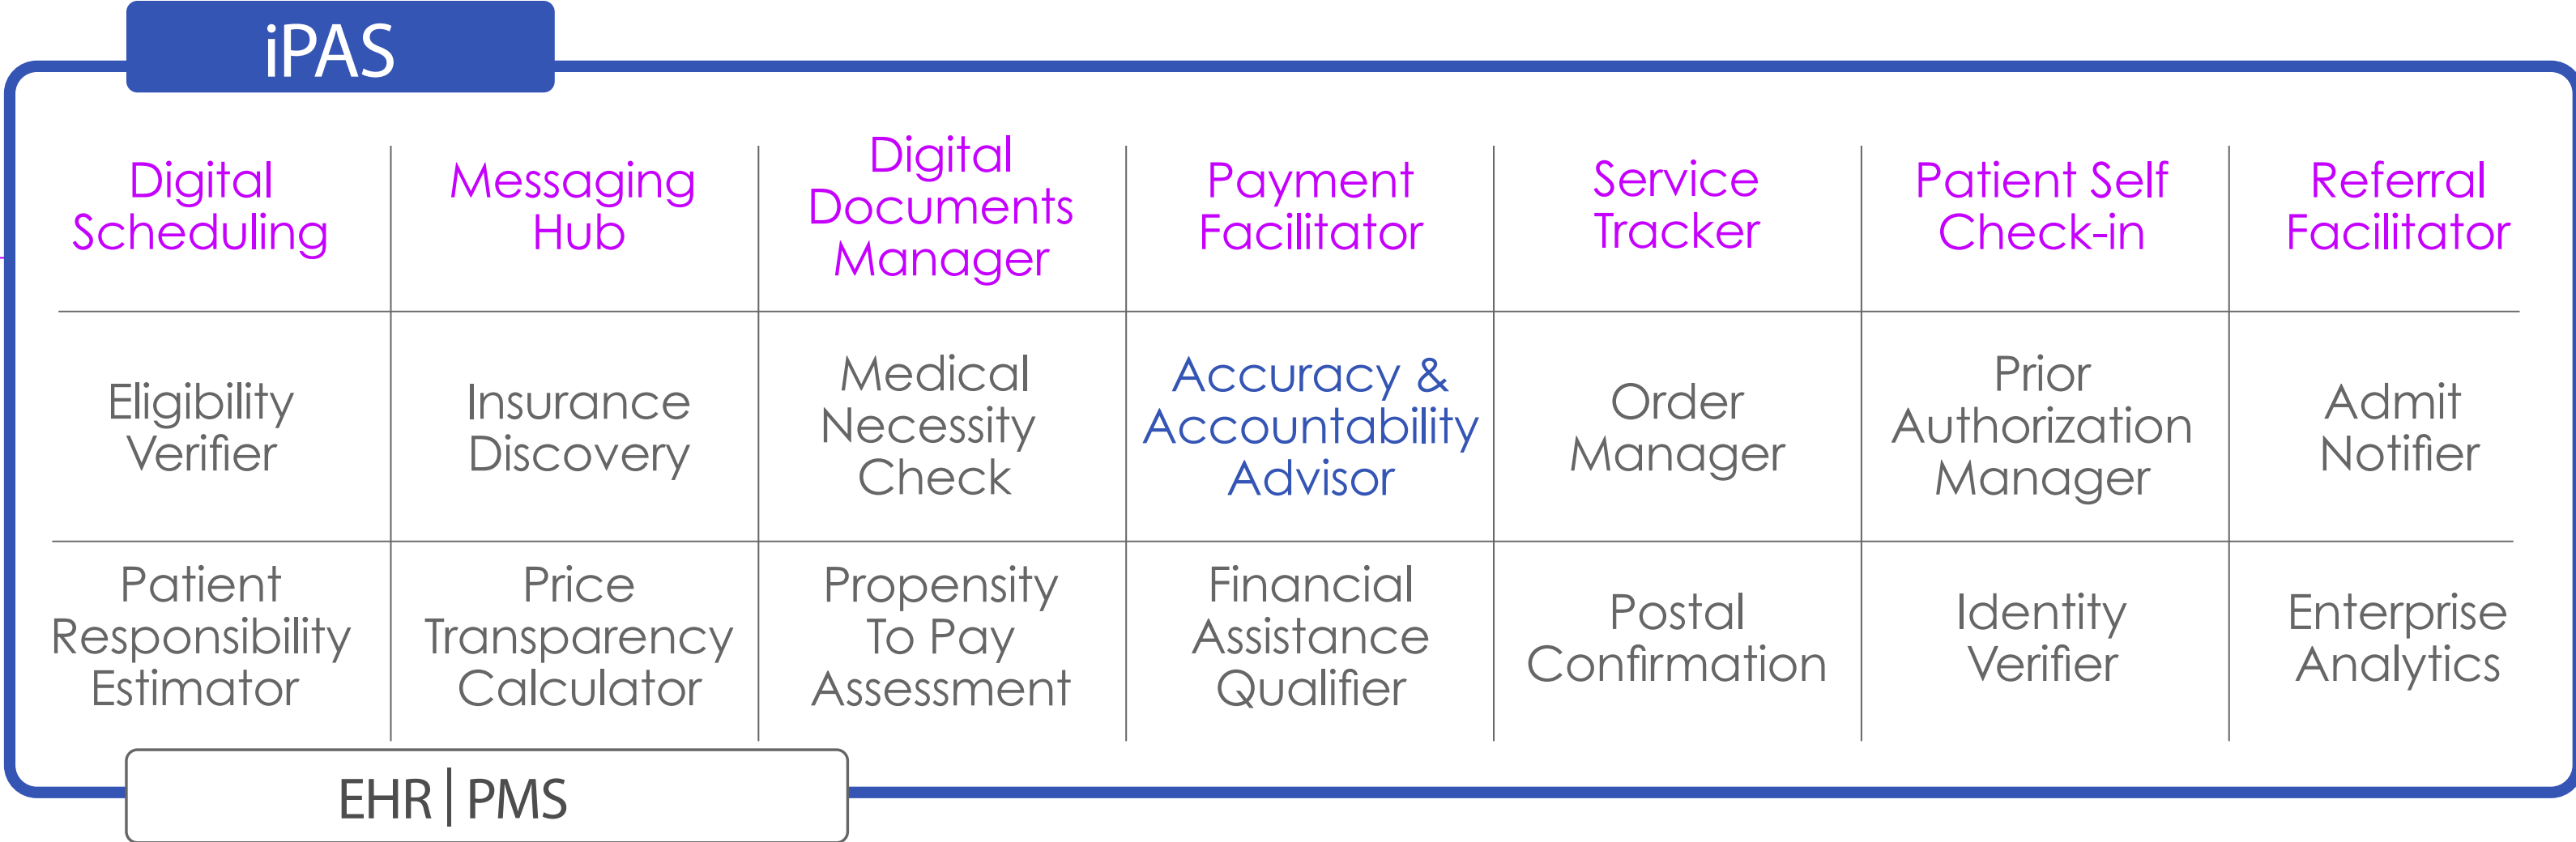 iPAS
Digital
Scheduling
Messaging
Hub
Digital
Documents
Manager
Payment
Facilitator
Service
Tracker
Patient Self
Check-in
Referral
Facilitator
Eligibility
Verifier
Insurance
Discovery
Medical
Necessity
Check
Accuracy &
Accountability
Advisor
Order
Manager
Prior
Authorization
Manager
Admit
Notifier
Patient
Responsibility
Estimator
Price
Transparency
Calculator
Propensity
To Pay
Assessment
Financial
Assistance
Qualifier
Postal
Confirmation
Identity
Verifier
Enterprise
Analytics
EHR | PMS